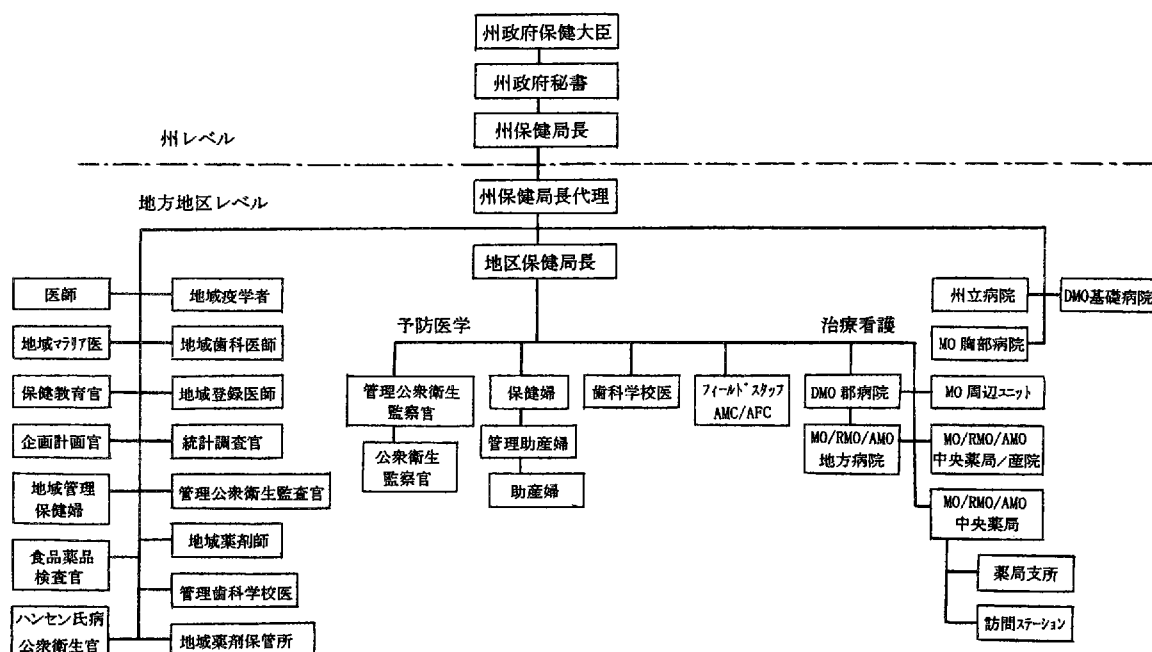 州政府保健大臣
州政府秘書
州保健局長
州レベル
州保健局長代理
地方地区レベル
地区保健局長
医師
地域疫学者
地域マラリア医
地域歯科医師
保健教育官
地域登録医師
企画計画官
統計調査官
地域管理
保健婦
管理公衆衛生監査官
食品薬品
検査官
地域薬剤師
管理歯科学校医
ハンセン氏病
公衆衛生官
地域薬剤保管所
予防医学
治療看護
管理公衆衛生
監察官
公衆衛生
監察官
保健婦
管理助産婦
助産婦
歯科学校医
フィールドスタッフ
AMC/AFC
DMO 郡病院
MO/RMO/AMO
地方病院
州立病院
DMO基礎病院
MO 胸部病院
MO 周辺ユニット
MO/RMO/AMO
中央薬局/産院
MO/RMO/AMO
中央薬局
薬局支所
訪問ステーション